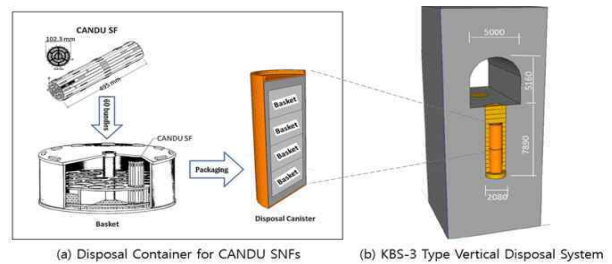 CANDU SF
102.3 mm
495 mm
60 bundles
CANDU SF
Basket
Packaging
Basket
Basket
Basket
Basket
Disposal Canister
5000
5160
7890
2080
(a) Disposal Container for CANDU SNFs
(b) KBS-3 Type Vertical Disposal System